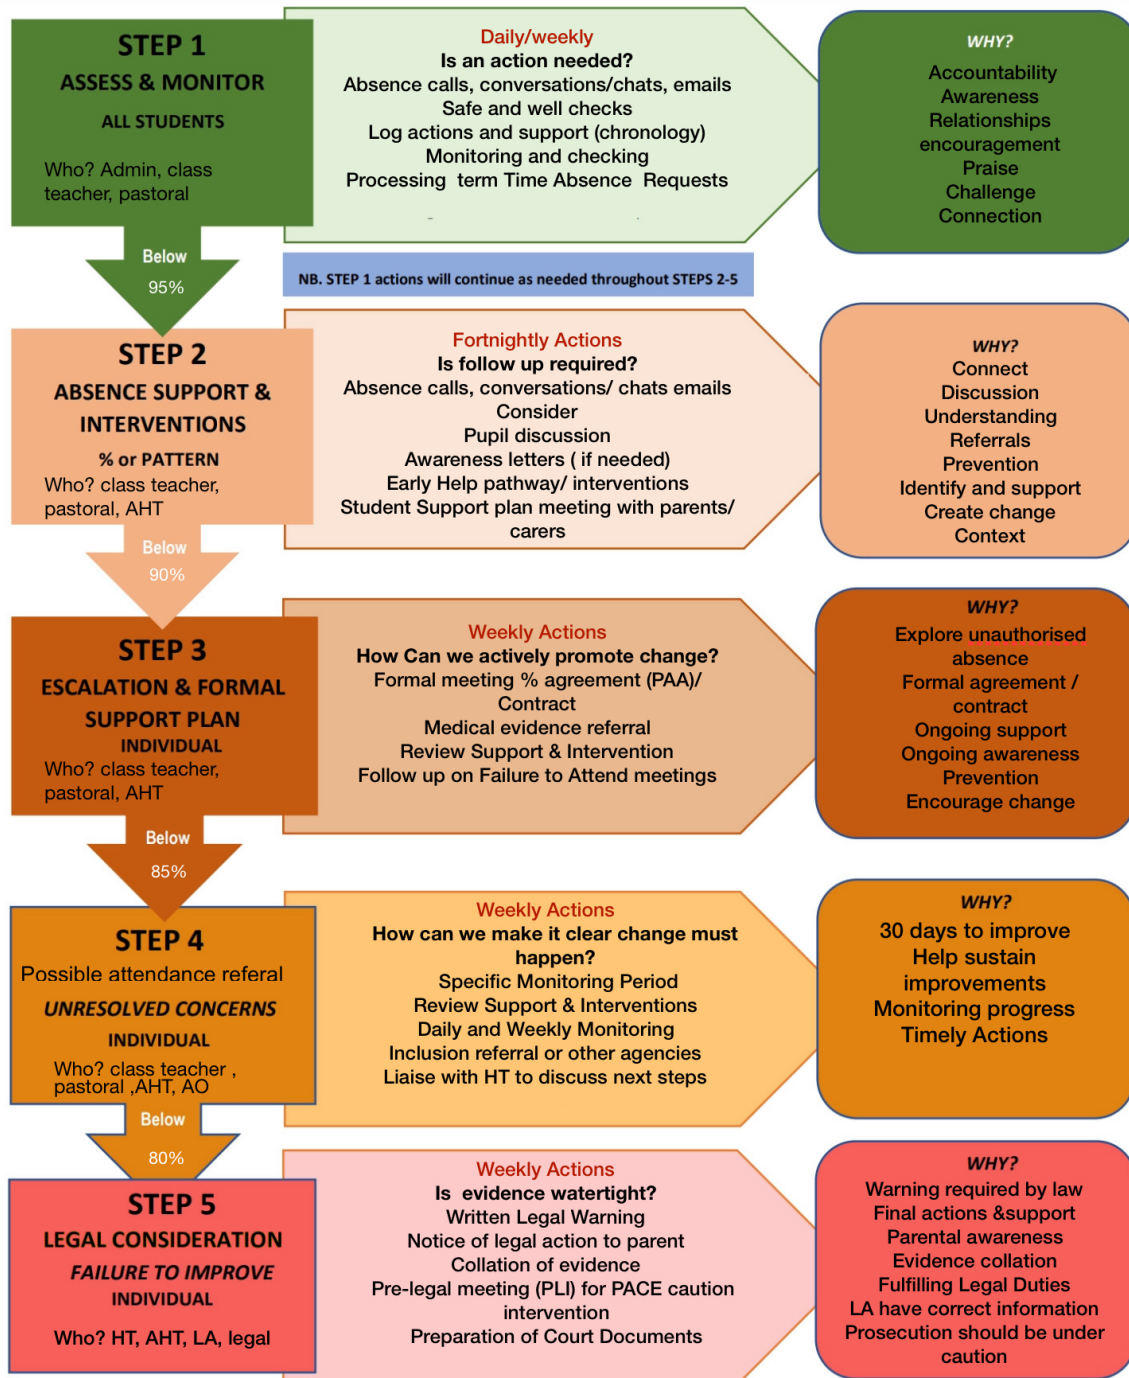 STEP 1
ASSESS & MONITOR
ALL STUDENTS
Who? Admin, class
teacher, pastoral
Daily/weekly
Is an action needed?
Absence calls, conversations/chats, emails
Safe and well checks
Log actions and support (chronology)
Monitoring and checking
Processing term Time Absence Requests
WHY?
Accountability
Awareness
Relationships
encouragement
Praise
Challenge
Connection
Below
95%
NB. STEP 1 actions will continue as needed throughout STEPS 2-5
STEP 2
ABSENCE SUPPORT &
INTERVENTIONS
% or PATTERN
Who? class teacher,
pastoral, AHT
Fortnightly Actions
Is follow up required?
Absence calls, conversations/ chats emails
Consider
Pupil discussion
Awareness letters ( if needed)
Early Help pathway/ interventions
Student Support plan meeting with parents/
carers
WHY?
Connect
Discussion
Understanding
Referrals
Prevention
Identify and support
Create change
Context
Below
90%
STEP 3
ESCALATION & FORMAL
SUPPORT PLAN
INDIVIDUAL
Who? class teacher,
pastoral, AHT
Weekly Actions
How Can we actively promote change?
Formal meeting % agreement (PAA)/
Contract
Medical evidence referral
Review Support & Intervention
Follow up on Failure to Attend meetings
WHY?
Explore unauthorised
absence
Formal agreement /
contract
Ongoing support
Ongoing awareness
Prevention
Encourage change
Below
85%
STEP 4
Possible attendance referal
UNRESOLVED CONCERNS
INDIVIDUAL
Who? class teacher ,
pastoral ,AHT, AO
Weekly Actions
How can we make it clear change must
happen?
Specific Monitoring Period
Review Support & Interventions
Daily and Weekly Monitoring
Inclusion referral or other agencies
Liaise with HT to discuss next steps
WHY?
30 days to improve
Help sustain
improvements
Monitoring progress
Timely Actions
Below
80%
STEP 5
LEGAL CONSIDERATION
FAILURE TO IMPROVE
INDIVIDUAL
Who? HT, AHT, LA, legal
Weekly Actions
Is evidence watertight?
Written Legal Warning
Notice of legal action to parent
Collation of evidence
Pre-legal meeting (PLI) for PACE caution
intervention
Preparation of Court Documents
WHY?
Warning required by law
Final actions &support
Parental awareness
Evidence collation
Fulfilling Legal Duties
LA have correct information
Prosecution should be under
caution